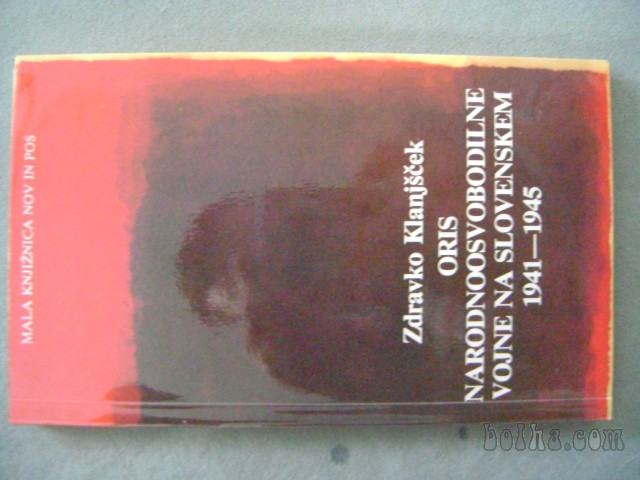 MALA KNJIŽNICA NOV IN POS
Zdravko Klanjšček
ORIS
NARODNOOSVOBODILNE
VOJNE NA SLOVENSKEM
1941—1945
bolha.com